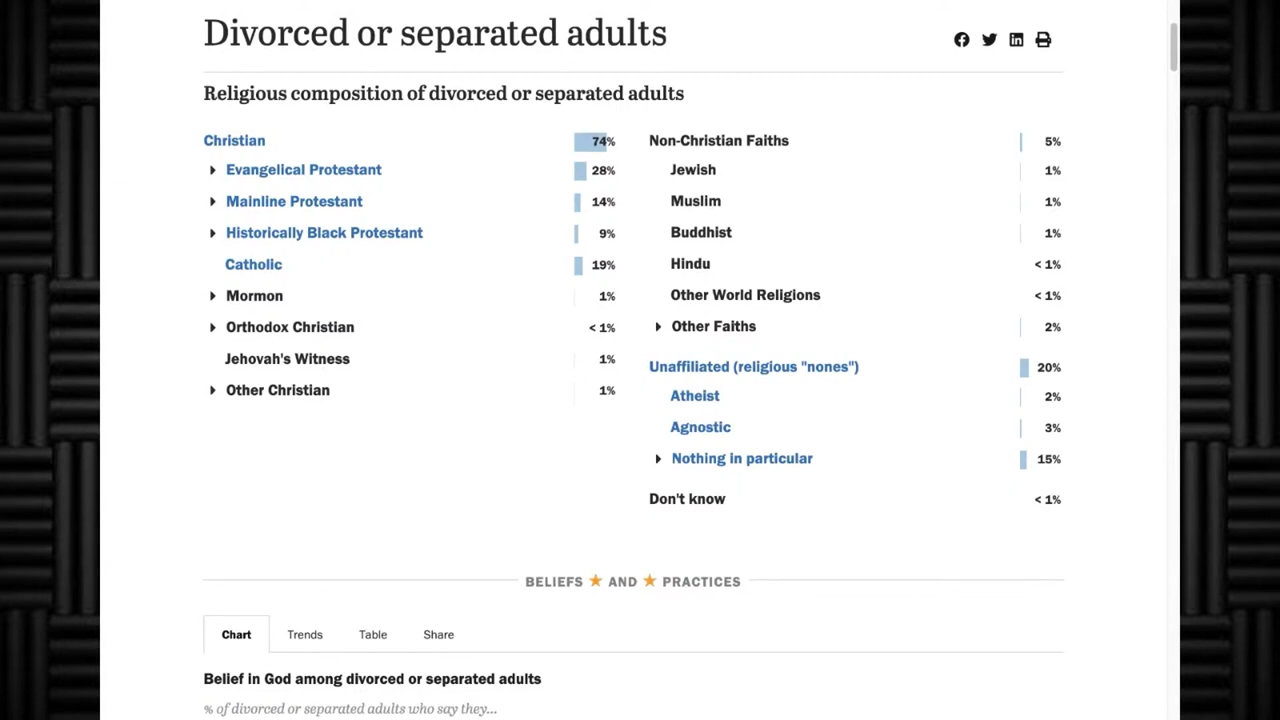 Divorced or separated adults
Religious composition of divorced or separated adults
Christian 74%
Evangelical Protestant 28%
Mainline Protestant 14%
Historically Black Protestant 9%
Catholic 19%
Mormon 1%
Orthodox Christian < 1%
Jehovah's Witness 1%
Other Christian 1%
Non-Christian Faiths 5%
Jewish 1%
Muslim 1%
Buddhist 1%
Hindu < 1%
Other World Religions < 1%
Other Faiths 2%
Unaffiliated (religious "nones") 20%
Atheist 2%
Agnostic 3%
Nothing in particular 15%
Don't know < 1%
BELIEFS ★ AND ★ PRACTICES
Chart Trends Table Share
Belief in God among divorced or separated adults
% of divorced or separated adults who say they...